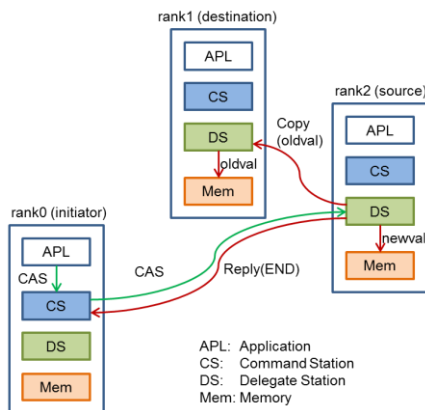 rank1 (destination)
APL
CS
DS
oldval
Mem
Copy
(oldval)
rank2 (source)
APL
CS
DS
newval
Mem
rank0 (initiator)
APL
CAS
CS
DS
Mem
CAS
Reply(END)
APL: Application
CS: Command Station
DS: Delegate Station
Mem: Memory